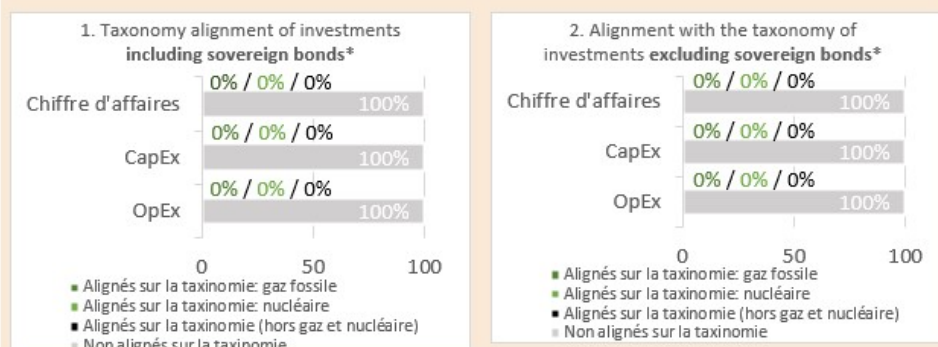 1. Taxonomy alignment of investments
including sovereign bonds*
0% / 0% / 0%
Chiffre d'affaires
100%
0% / 0% / 0%
CapEx
100%
0% / 0% / 0%
OpEx
100%
0 50 100
Alignés sur la taxinomie: gaz fossile
Alignés sur la taxinomie: nucléaire
Alignés sur la taxinomie (hors gaz et nucléaire)
Non alignés sur la taxinomie
2. Alignment with the taxonomy of
investments excluding sovereign bonds*
0% / 0% / 0%
Chiffre d'affaires
100%
0% / 0% / 0%
CapEx
100%
0% / 0% / 0%
OpEx
100%
0 50 100
Alignés sur la taxinomie: gaz fossile
Alignés sur la taxinomie: nucléaire
Alignés sur la taxinomie (hors gaz et nucléaire)
Non alignés sur la taxinomie